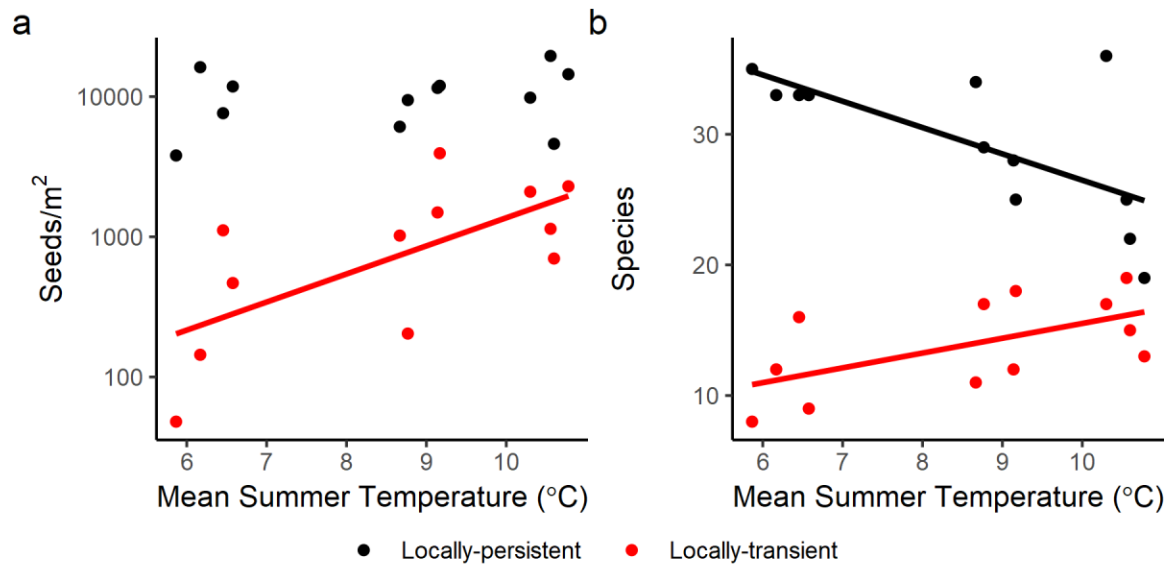 a
Seeds/m²
10000
1000
100
6 7 8 9 10
Mean Summer Temperature (°C)
b
Species
30
20
10
6 7 8 9 10
Mean Summer Temperature (°C)
Locally-persistent Locally-transient